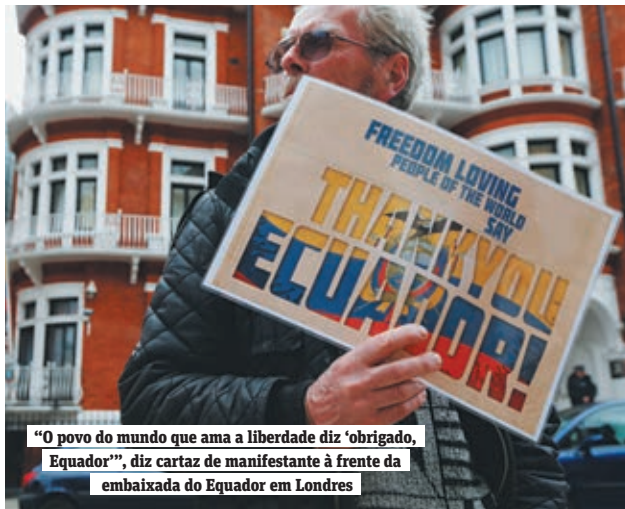 FREEDOM LOVING
PEOPLE OF THE WORLD
SAY
THANK YOU
ECUADOR!
“O povo do mundo que ama a liberdade diz ‘obrigado,
Equador’”, diz cartaz de manifestante à frente da
embaixada do Equador em Londres